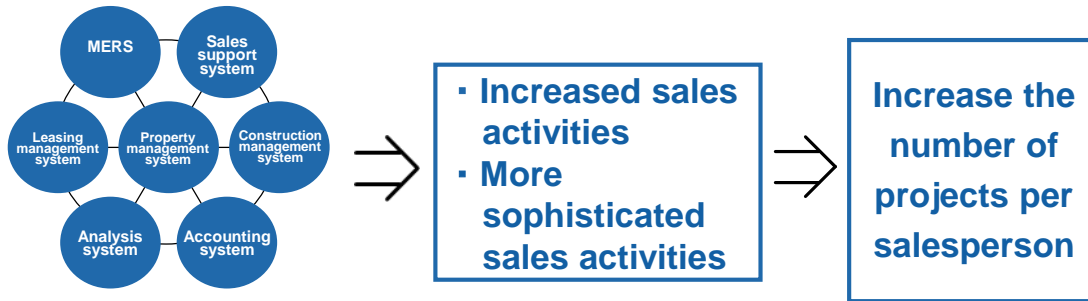 MERS
Sales
support
system
Leasing
management
system
Property
management
system
Construction
management
system
Analysis
system
Accounting
system
・Increased sales
activities
・More
sophisticated
sales activities
Increase the
number of
projects per
salesperson